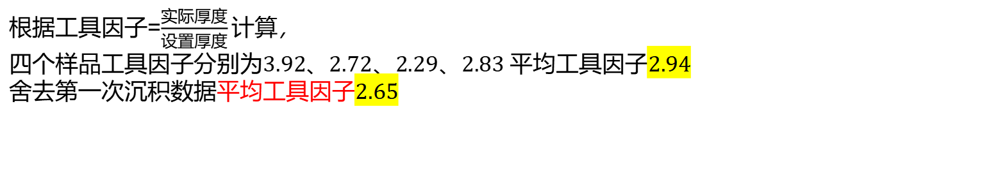 根据工具因子=实际厚度/设置厚度 计算，
四个样品工具因子分别为3.92、2.72、2.29、2.83 平均工具因子2.94
舍去第一次沉积数据平均工具因子2.65